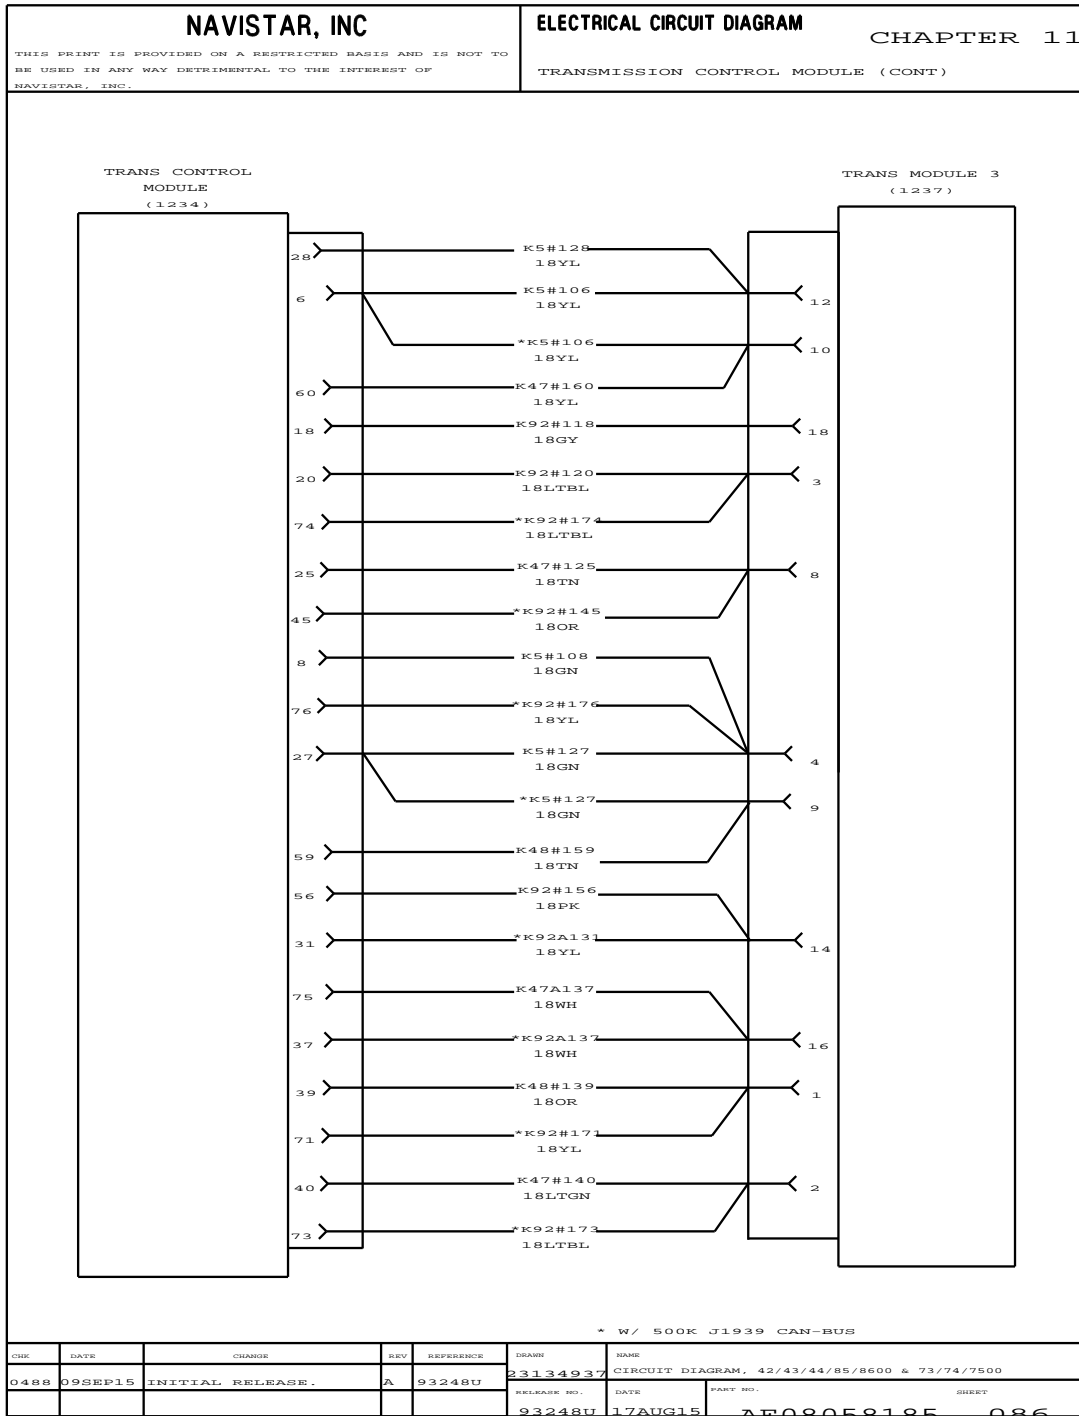 NAVISTAR, INC
THIS PRINT IS PROVIDED ON A RESTRICTED BASIS AND IS NOT TO
BE USED IN ANY WAY DETRIMENTAL TO THE INTEREST OF
NAVISTAR, INC.
ELECTRICAL CIRCUIT DIAGRAM
CHAPTER 11
TRANSMISSION CONTROL MODULE (CONT)
TRANS CONTROL
MODULE
(1234)
TRANS MODULE 3
(1237)
28 K5#128
18YL
6 K5#106 12
18YL
*K5#106 10
18YL
60 K47#160
18YL
18 K92#118 18
18GY
20 K92#120 3
18LTBL
74 *K92#174
18LTBL
25 K47#125 8
18TN
45 *K92#145
18OR
8 K5#108
18GN
76 *K92#176
18YL
27 K5#127 4
18GN
*K5#127 9
18GN
59 K48#159
18TN
56 K92#156
18PK
31 *K92A131 14
18YL
75 K47A137
18WH
37 *K92A137 16
18WH
39 K48#139 1
18OR
71 *K92#171
18YL
40 K47#140 2
18LTGN
73 *K92#173
18LTBL
* W/ 500K J1939 CAN-BUS
CHK DATE CHANGE REV REFERENCE DRAWN NAME
0488 09SEP15 INITIAL RELEASE. A 93248U 23134937 CIRCUIT DIAGRAM, 42/43/44/85/8600 & 73/74/7500
RELEASE NO. DATE PART NO. SHEET
93248U 17AUG15 AF08058185 086